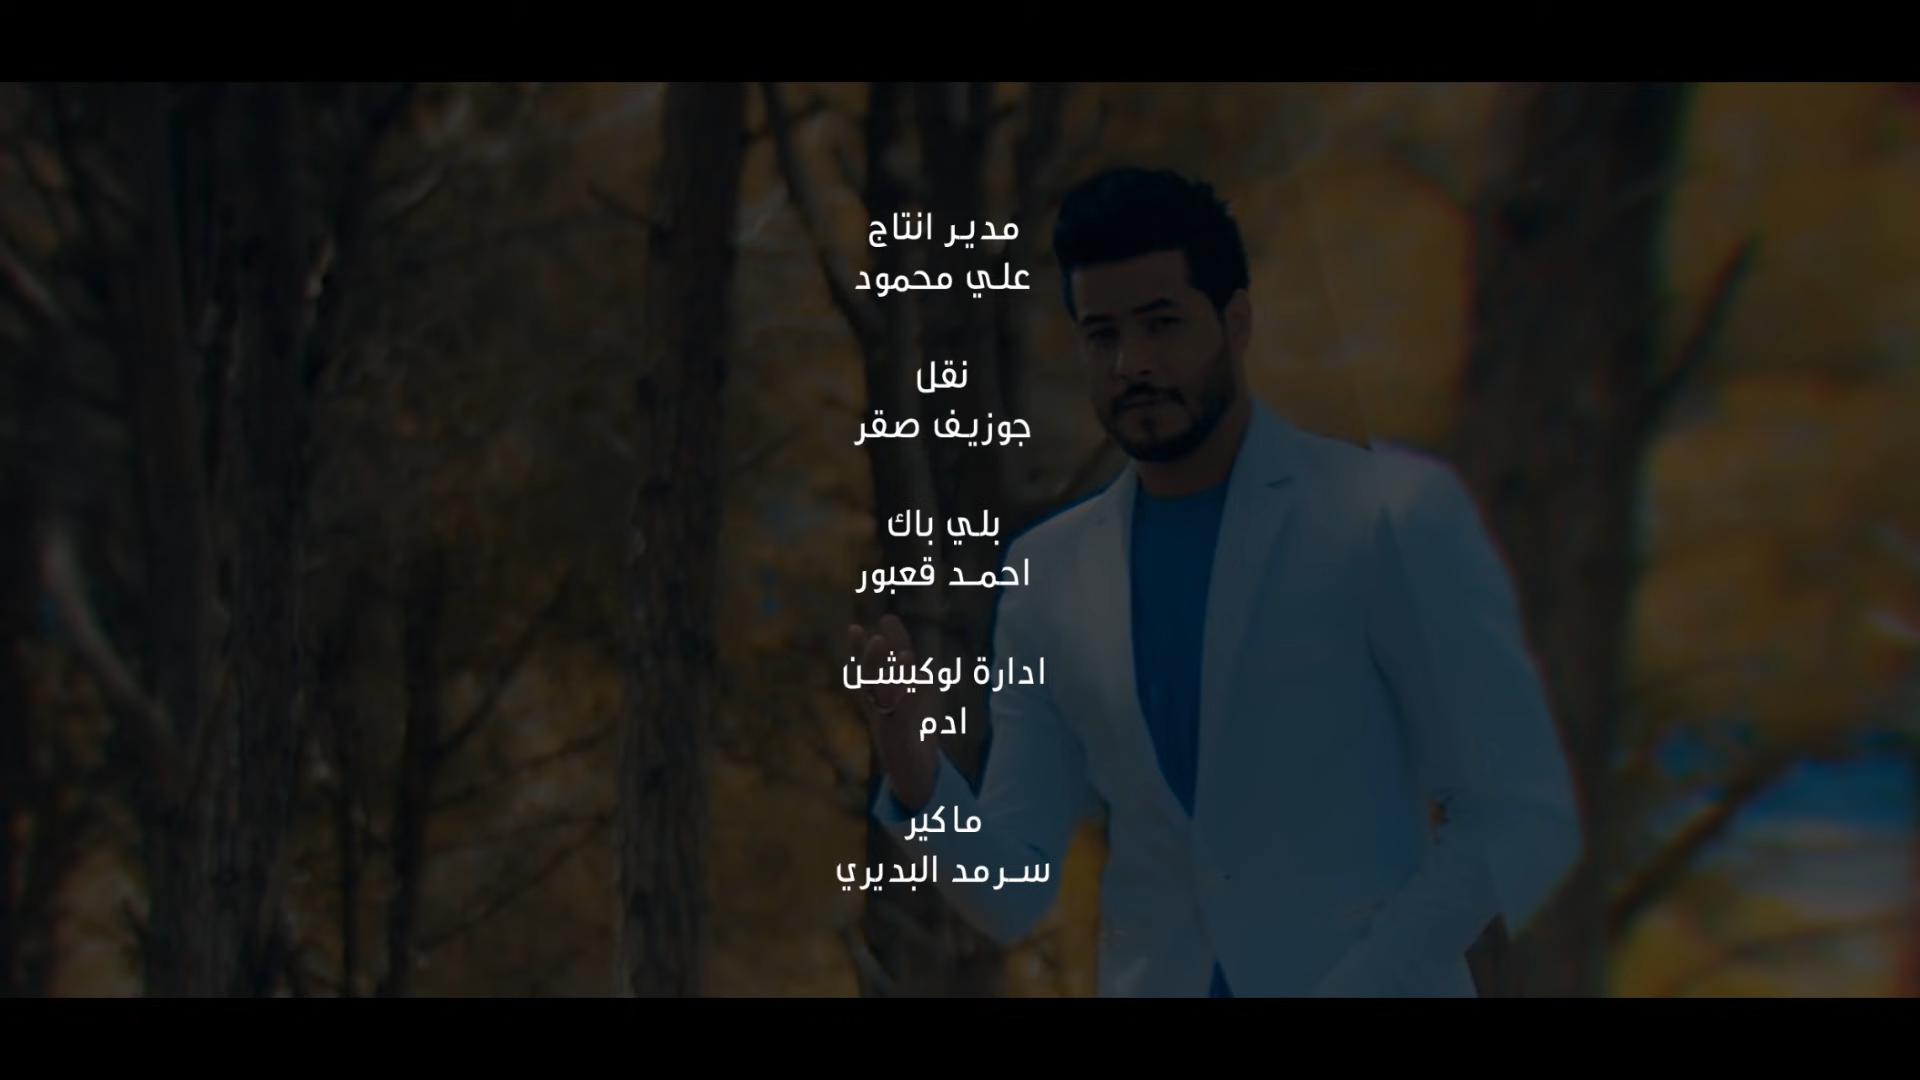 مدير انتاج
علي محمود
نقل
جوزيف صقر
بلي باك
احمد قعبور
ادارة لوكيشن
ادم
ماكير
سرمد البديري